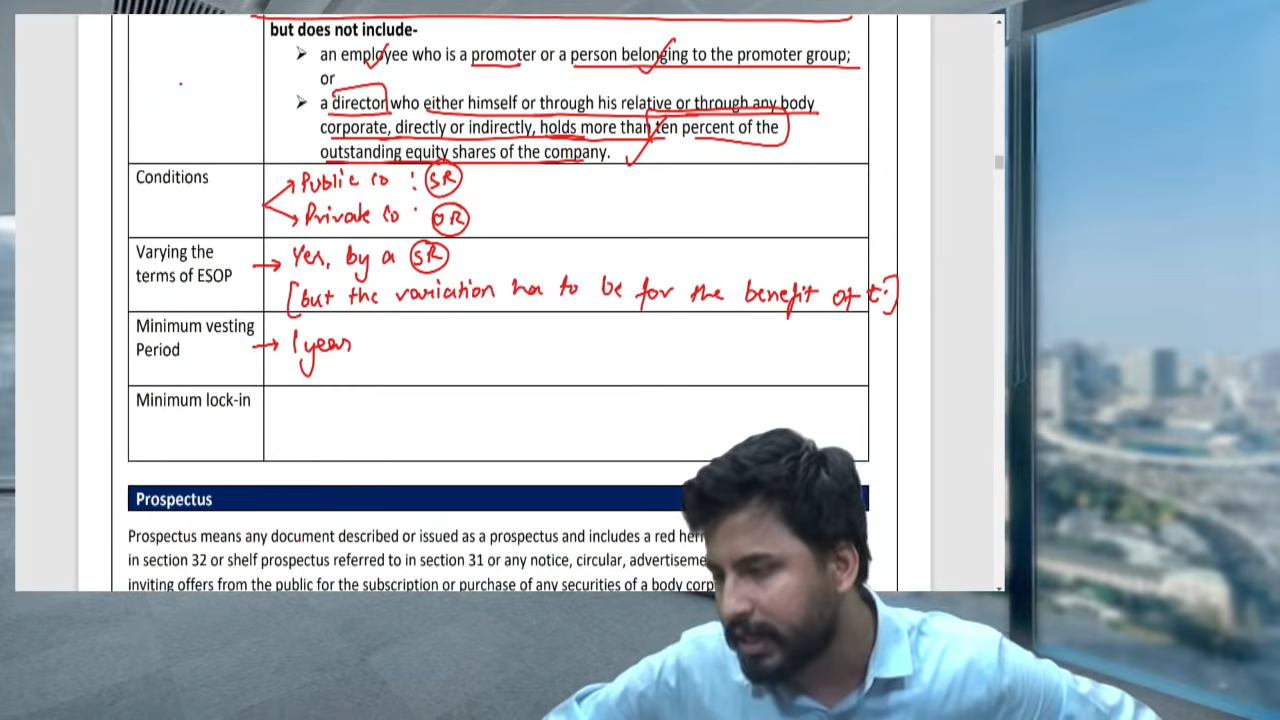 but does not include-
➢ an employee who is a promoter or a person belonging to the promoter group;
or
➢ a director who either himself or through his relative or through any body
corporate, directly or indirectly, holds more than ten percent of the
outstanding equity shares of the company.
Conditions
Public co : SR
Private co : OR
Varying the
terms of ESOP
Yes, by a SR
[but the variation has to be for the benefit of
Minimum vesting
Period
1 year
Minimum lock-in
Prospectus
Prospectus means any document described or issued as a prospectus and includes a red
in section 32 or shelf prospectus referred to in section 31 or any notice, circular,
inviting offers from the public for the subscription or purchase of any securities of a body